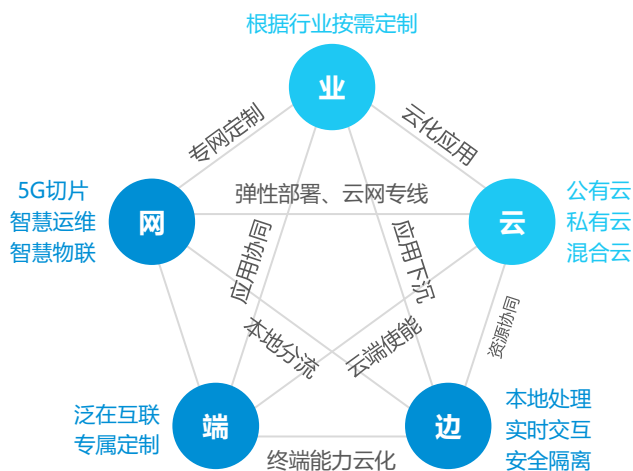 根据行业按需定制
业
专网定制
云化应用
5G切片
智慧运维
智慧物联
网
弹性部署、云网专线
云
公有云
私有云
混合云
应用协同
应用下沉
本地分流
云端使能
资源协同
泛在互联
专属定制
端
边
本地处理
实时交互
安全隔离
终端能力云化